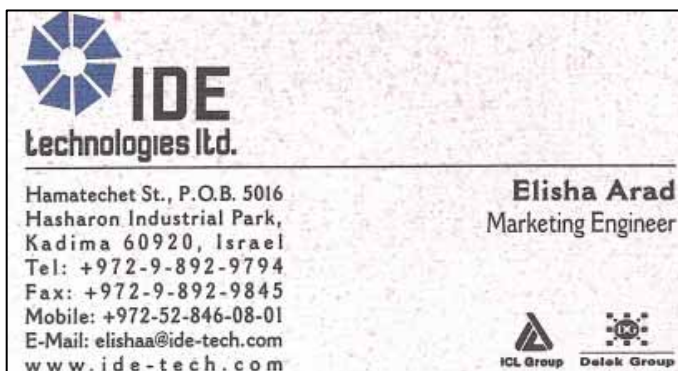 IDE
technologies ltd.
Elisha Arad
Marketing Engineer
Hamatechet St., P.O.B. 5016
Hasharon Industrial Park,
Kadima 60920, Israel
Tel: +972-9-892-9794
Fax: +972-9-892-9845
Mobile: +972-52-846-08-01
E-Mail: elishaa@ide-tech.com
www.ide-tech.com
ICL Group
Delek Group